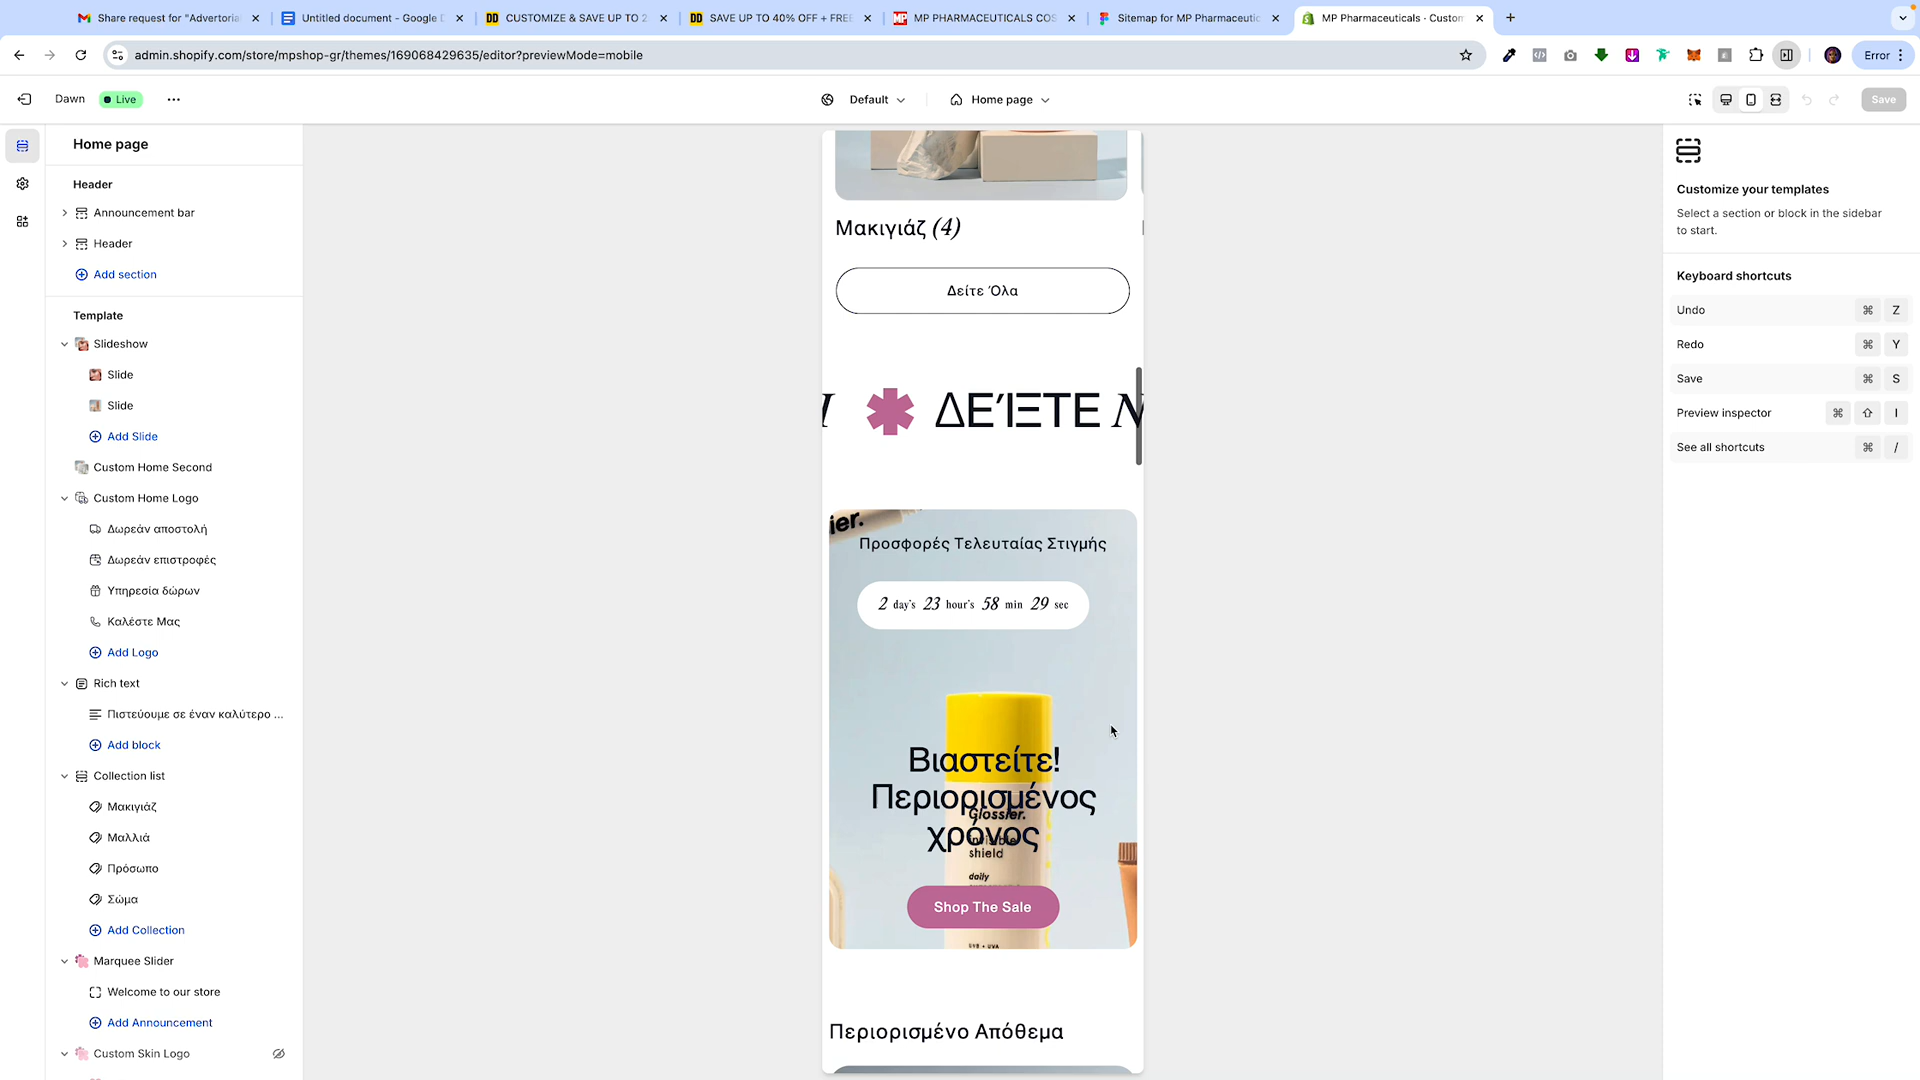 Share request for "Advertoria
Untitled document - Google D
CUSTOMIZE & SAVE UP TO 2
SAVE UP TO 40% OFF + FREE
MP PHARMACEUTICALS COS
Sitemap for MP Pharmaceutic
MP Pharmaceuticals · Custom
admin.shopify.com/store/mpshop-gr/themes/169068429635/editor?previewMode=mobile
Error
Dawn
Live
Default
Home page
Save
Home page
Header
Announcement bar
Header
Add section
Template
Slideshow
Slide
Slide
Add Slide
Custom Home Second
Custom Home Logo
Δωρεάν αποστολή
Δωρεάν επιστροφές
Υπηρεσία δώρων
Καλέστε Μας
Add Logo
Rich text
Πιστεύουμε σε έναν καλύτερο ...
Add block
Collection list
Μακιγιάζ
Μαλλιά
Πρόσωπο
Σώμα
Add Collection
Marquee Slider
Welcome to our store
Add Announcement
Custom Skin Logo
Μακιγιάζ (4)
Δείτε Όλα
ΔΕΊΞΤΕ
ier.
Προσφορές Τελευταίας Στιγμής
2 day's 23 hour's 58 min 29 sec
Βιαστείτε!
Περιορισμένος
χρόνος
Glossier.
invisible
shield
daily
Shop The Sale
UVB + UVA
Περιορισμένο Απόθεμα
Customize your templates
Select a section or block in the sidebar
to start.
Keyboard shortcuts
Undo ⌘ Z
Redo ⌘ Y
Save ⌘ S
Preview inspector ⌘ ⇧ I
See all shortcuts ⌘ /